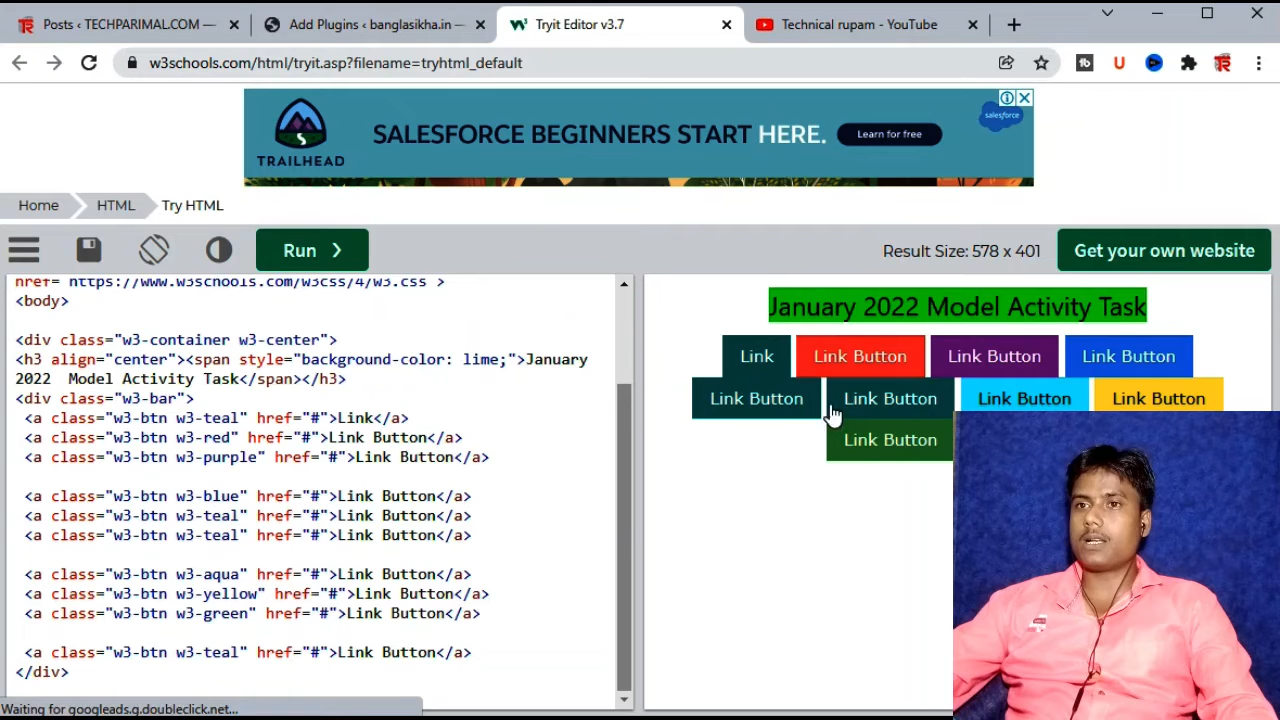 Posts ‹ TECHPARIMAL.COM —
Add Plugins ‹ banglasikha.in —
Tryit Editor v3.7
Technical rupam - YouTube
w3schools.com/html/tryit.asp?filename=tryhtml_default
TRAILHEAD
SALESFORCE BEGINNERS START HERE.
Learn for free
salesforce
Home
HTML
Try HTML
Run
Result Size: 578 x 401
Get your own website
href="https://www.w3schools.com/w3css/4/w3.css">
<body>
<div class="w3-container w3-center">
<h3 align="center"><span style="background-color: lime;">January
2022  Model Activity Task</span></h3>
<div class="w3-bar">
<a class="w3-btn w3-teal" href="#">Link</a>
<a class="w3-btn w3-red" href="#">Link Button</a>
<a class="w3-btn w3-purple" href="#">Link Button</a>
<a class="w3-btn w3-blue" href="#">Link Button</a>
<a class="w3-btn w3-teal" href="#">Link Button</a>
<a class="w3-btn w3-teal" href="#">Link Button</a>
<a class="w3-btn w3-aqua" href="#">Link Button</a>
<a class="w3-btn w3-yellow" href="#">Link Button</a>
<a class="w3-btn w3-green" href="#">Link Button</a>
<a class="w3-btn w3-teal" href="#">Link Button</a>
</div>
January 2022 Model Activity Task
Link Link Button Link Button Link Button
Link Button Link Button Link Button Link Button
Link Button
Waiting for googleads.g.doubleclick.net...